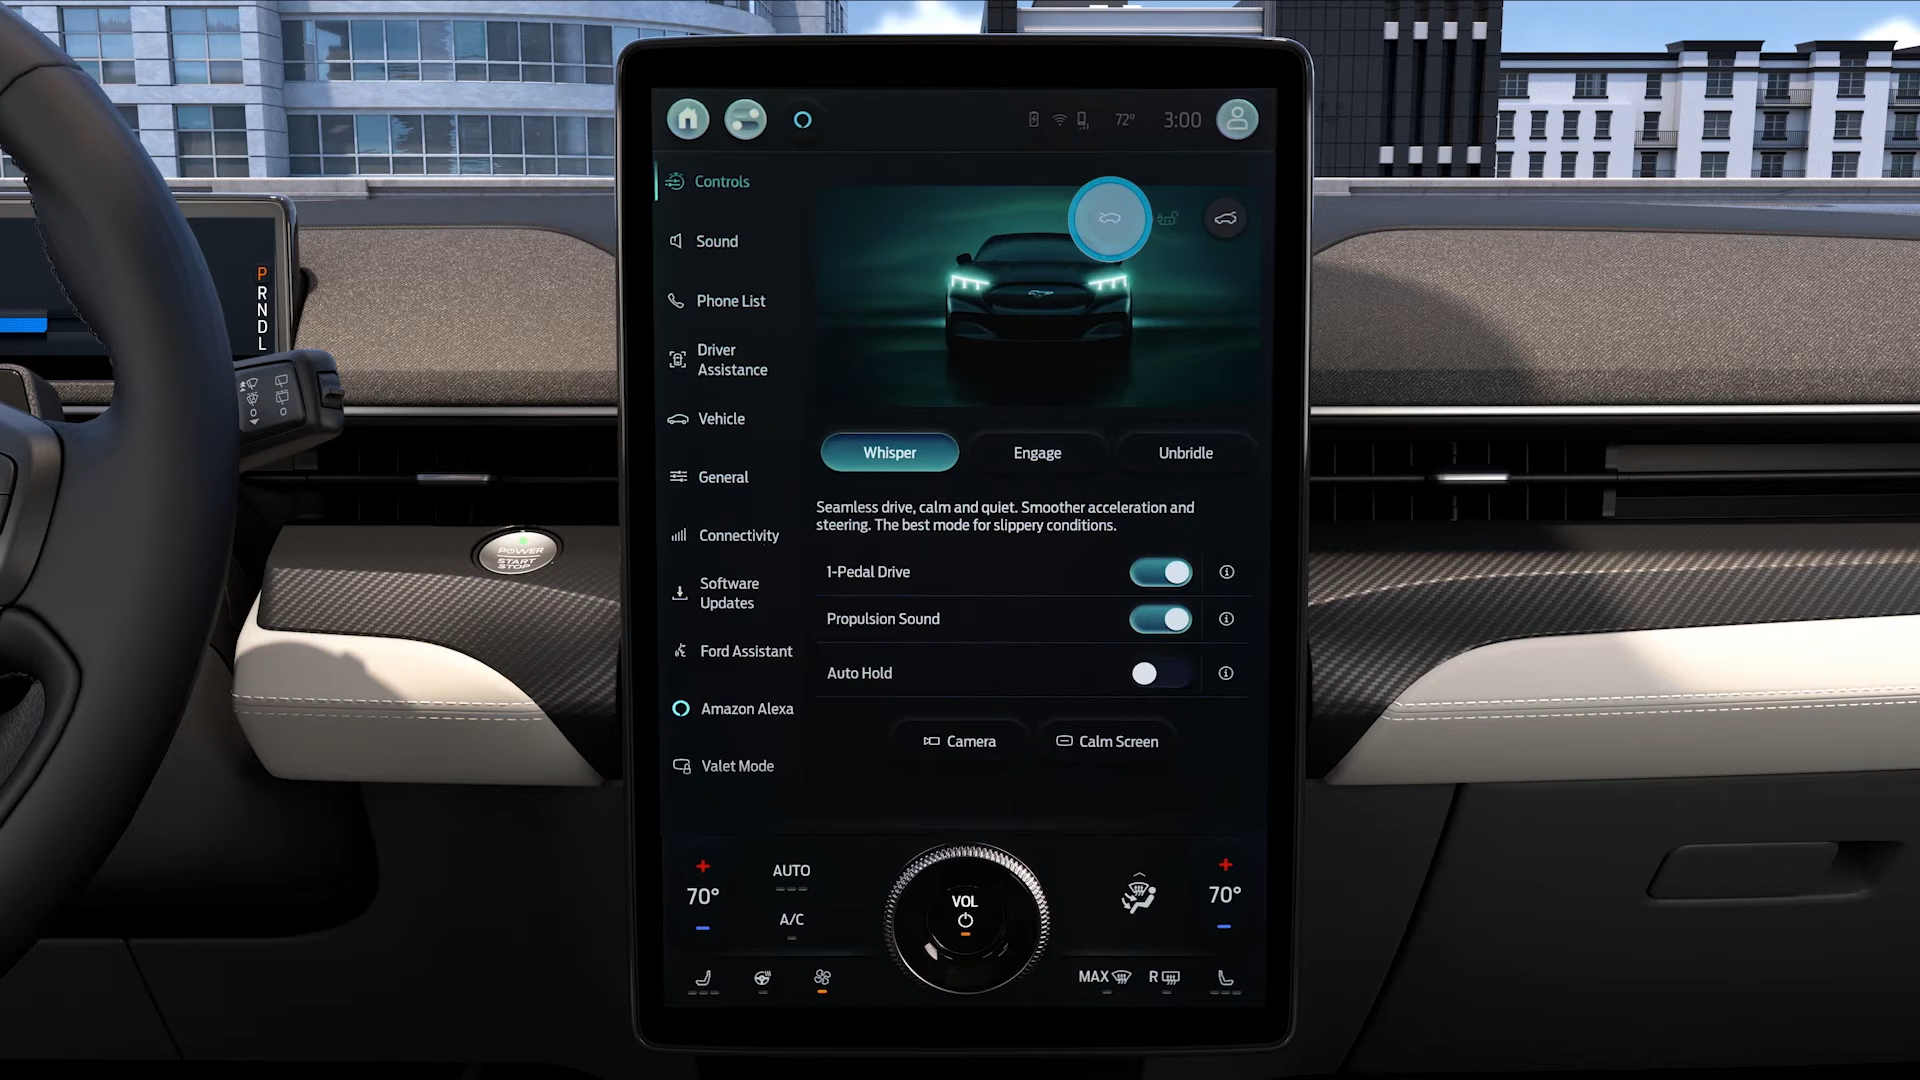 72°
3:00
Controls
Sound
Phone List
Driver
Assistance
Vehicle
General
Connectivity
Software
Updates
Ford Assistant
Amazon Alexa
Valet Mode
Whisper
Engage
Unbridle
Seamless drive, calm and quiet. Smoother acceleration and
steering. The best mode for slippery conditions.
1-Pedal Drive
Propulsion Sound
Auto Hold
Camera
Calm Screen
70°
AUTO
A/C
VOL
70°
MAX
R
P
R
N
D
L
POWER
START
STOP